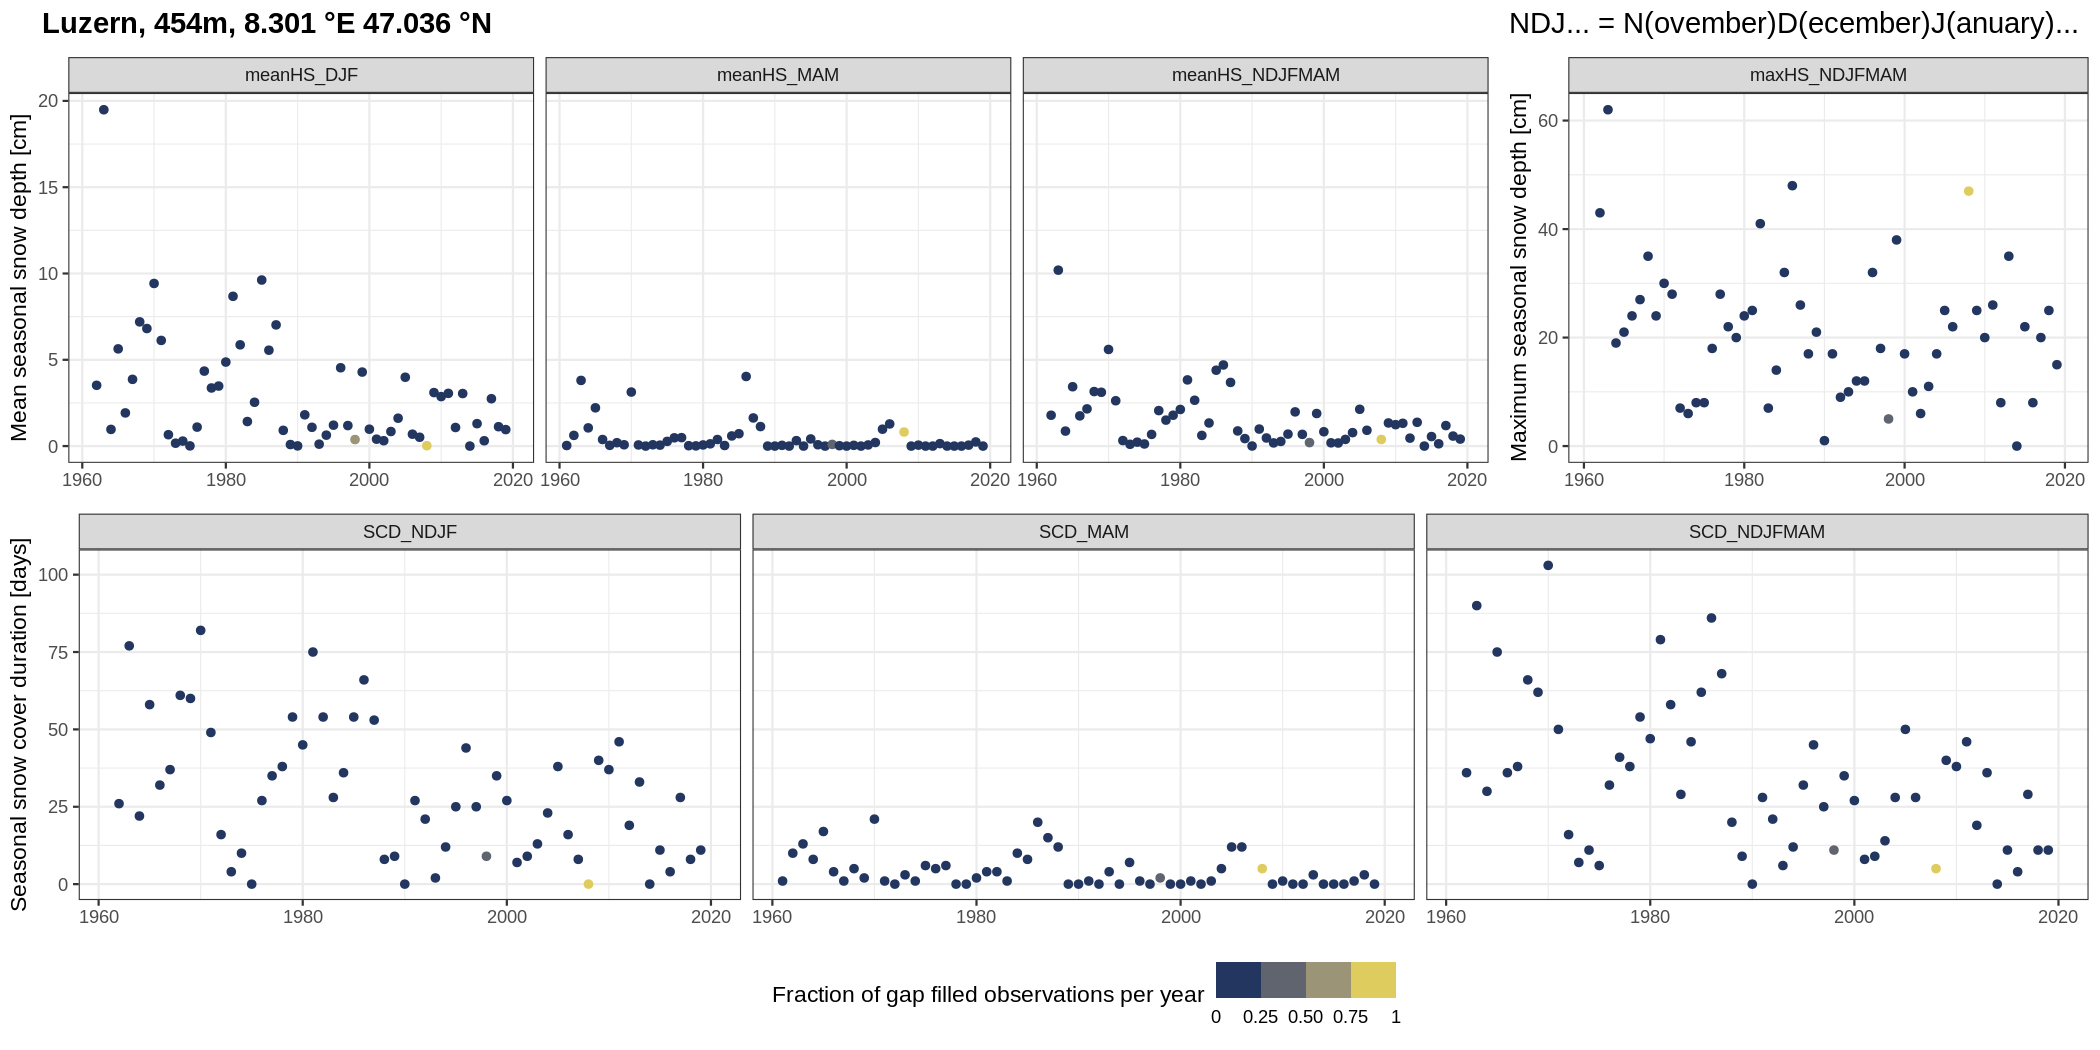 Luzern, 454m, 8.301 °E 47.036 °N
NDJ... = N(ovember)D(ecember)J(anuary)...
meanHS_DJF
meanHS_MAM
meanHS_NDJFMAM
maxHS_NDJFMAM
Mean seasonal snow depth [cm]
20
15
10
5
0
1960 1980 2000 2020
1960 1980 2000 2020
1960 1980 2000 2020
Maximum seasonal snow depth [cm]
60
40
20
0
1960 1980 2000 2020
SCD_NDJF
SCD_MAM
SCD_NDJFMAM
Seasonal snow cover duration [days]
100
75
50
25
0
1960 1980 2000 2020
1960 1980 2000 2020
1960 1980 2000 2020
Fraction of gap filled observations per year
0 0.25 0.50 0.75 1